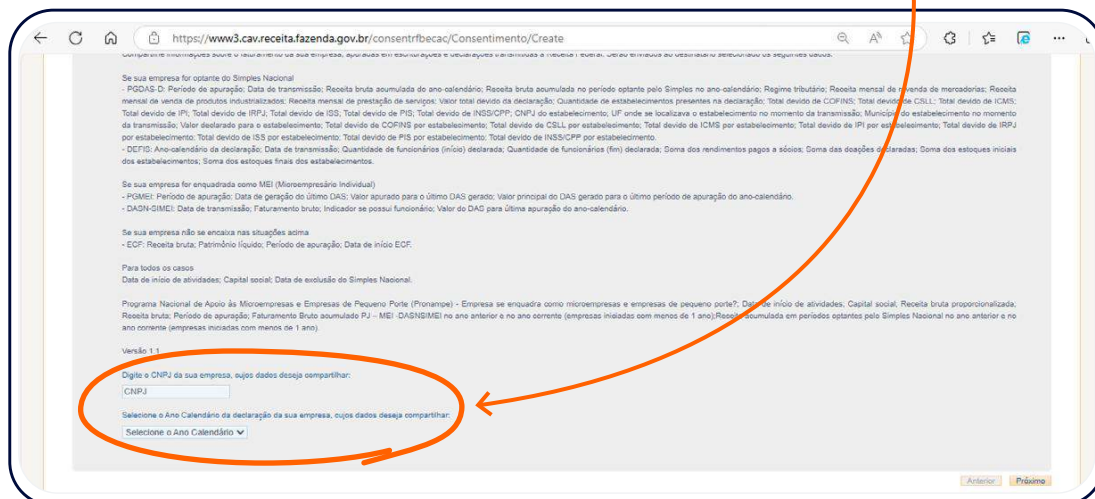 https://www3.cav.receita.fazenda.gov.br/consentrfbecac/Consentimento/Create
Compartilhe informações sobre o faturamento da sua empresa, apuradas em escriturações e declarações transmitidas à Receita Federal. Serão enviados ao destinatário selecionado os seguintes dados:
Se sua empresa for optante do Simples Nacional
- PGDAS-D: Período de apuração; Data de transmissão; Receita bruta acumulada do ano-calendário; Receita bruta acumulada no período optante pelo Simples no ano-calendário; Regime tributário; Receita mensal de revenda de mercadorias; Receita
mensal de venda de produtos industrializados; Receita mensal de prestação de serviços; Valor total devido da declaração; Quantidade de estabelecimentos presentes na declaração; Total devido de COFINS; Total devido de CSLL; Total devido de ICMS;
Total devido de IPI; Total devido de IRPJ; Total devido de ISS; Total devido de PIS; Total devido de INSS/CPP; CNPJ do estabelecimento; UF onde se localizava o estabelecimento no momento da transmissão; Município do estabelecimento no momento
da transmissão; Valor declarado para o estabelecimento; Total devido de COFINS por estabelecimento; Total devido de CSLL por estabelecimento; Total devido de ICMS por estabelecimento; Total devido de IPI por estabelecimento; Total devido de IRPJ
por estabelecimento; Total devido de ISS por estabelecimento; Total devido de PIS por estabelecimento; Total devido de INSS/CPP por estabelecimento.
- DEFIS: Ano-calendário da declaração; Data de transmissão; Quantidade de funcionários (início) declarada; Quantidade de funcionários (fim) declarada; Soma dos rendimentos pagos a sócios; Soma das doações declaradas; Soma dos estoques iniciais
dos estabelecimentos; Soma dos estoques finais dos estabelecimentos.
Se sua empresa for enquadrada como MEI (Microempresário Individual)
- PGMEI: Período de apuração; Data de geração do último DAS; Valor apurado para o último DAS gerado; Valor principal do DAS gerado para o último período de apuração do ano-calendário.
- DASN-SIMEI: Data de transmissão; Faturamento bruto; Indicador se possui funcionário; Valor do DAS para última apuração do ano-calendário.
Se sua empresa não se encaixa nas situações acima
- ECF: Receita bruta; Patrimônio líquido; Período de apuração; Data de início ECF.
Para todos os casos
Data de início de atividades; Capital social; Data de exclusão do Simples Nacional.
Programa Nacional de Apoio às Microempresas e Empresas de Pequeno Porte (Pronampe) - Empresa se enquadra como microempresas e empresas de pequeno porte?; Data de início de atividades; Capital social, Receita bruta proporcionalizada;
Receita bruta; Período de apuração; Faturamento Bruto acumulado PJ – MEI -DASNSIMEI no ano anterior e no ano corrente (empresas iniciadas com menos de 1 ano);Receita acumulada em períodos optantes pelo Simples Nacional no ano anterior e no
ano corrente (empresas iniciadas com menos de 1 ano).
Versão 1.1
Digite o CNPJ da sua empresa, cujos dados deseja compartilhar:
CNPJ
Selecione o Ano Calendário da declaração da sua empresa, cujos dados deseja compartilhar:
Selecione o Ano Calendário
Anterior Próximo